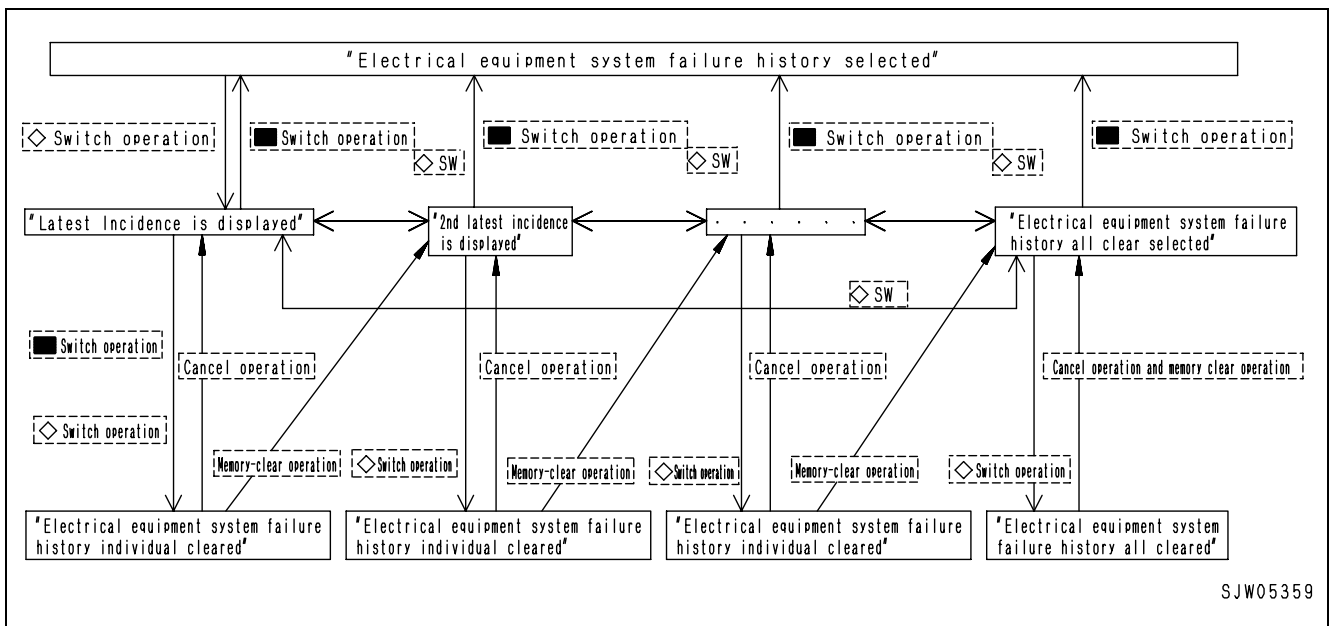 "Electrical equipment system failure history selected"
◇ Switch operation
■ Switch operation
■ Switch operation
■ Switch operation
■ Switch operation
◇ SW
◇ SW
◇ SW
"Latest Incidence is displayed"
"2nd latest incidence
is displayed"
. . . . . .
"Electrical equipment system failure
history all clear selected"
◇ SW
■ Switch operation
Cancel operation
Cancel operation
Cancel operation
Cancel operation and memory clear operation
◇ Switch operation
Memory-clear operation
◇ Switch operation
Memory-clear operation
◇ Switch operation
Memory-clear operation
◇ Switch operation
"Electrical equipment system failure
history individual cleared"
"Electrical equipment system failure
history individual cleared"
"Electrical equipment system failure
history individual cleared"
"Electrical equipment system
failure history all cleared"
SJW05359